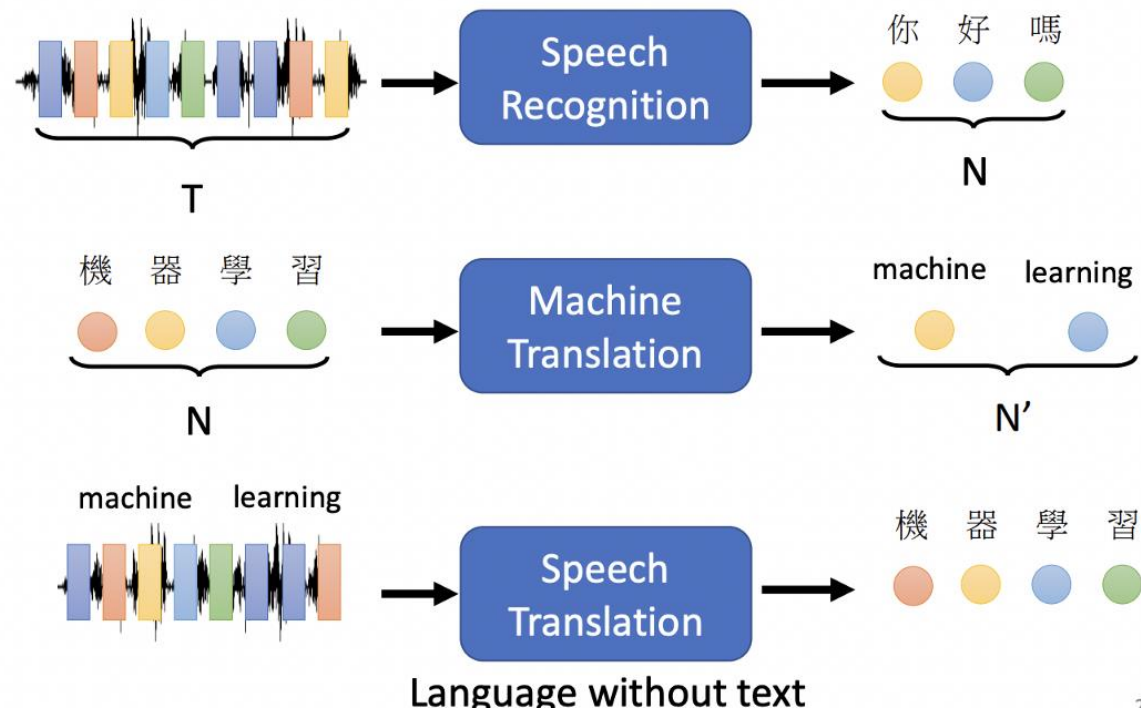 Speech
Recognition
你 好 嗎
T
N
機 器 學 習
Machine
Translation
machine learning
N
N’
machine learning
Speech
Translation
機 器 學 習
Language without text